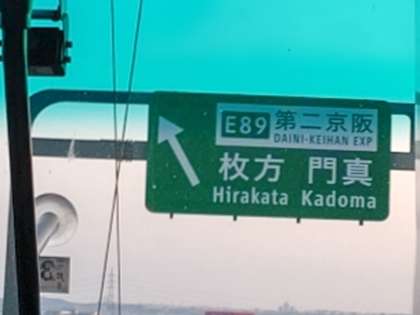 E89 第二京阪
DAINI-KEIHAN EXP
枚方 門真
Hirakata Kadoma